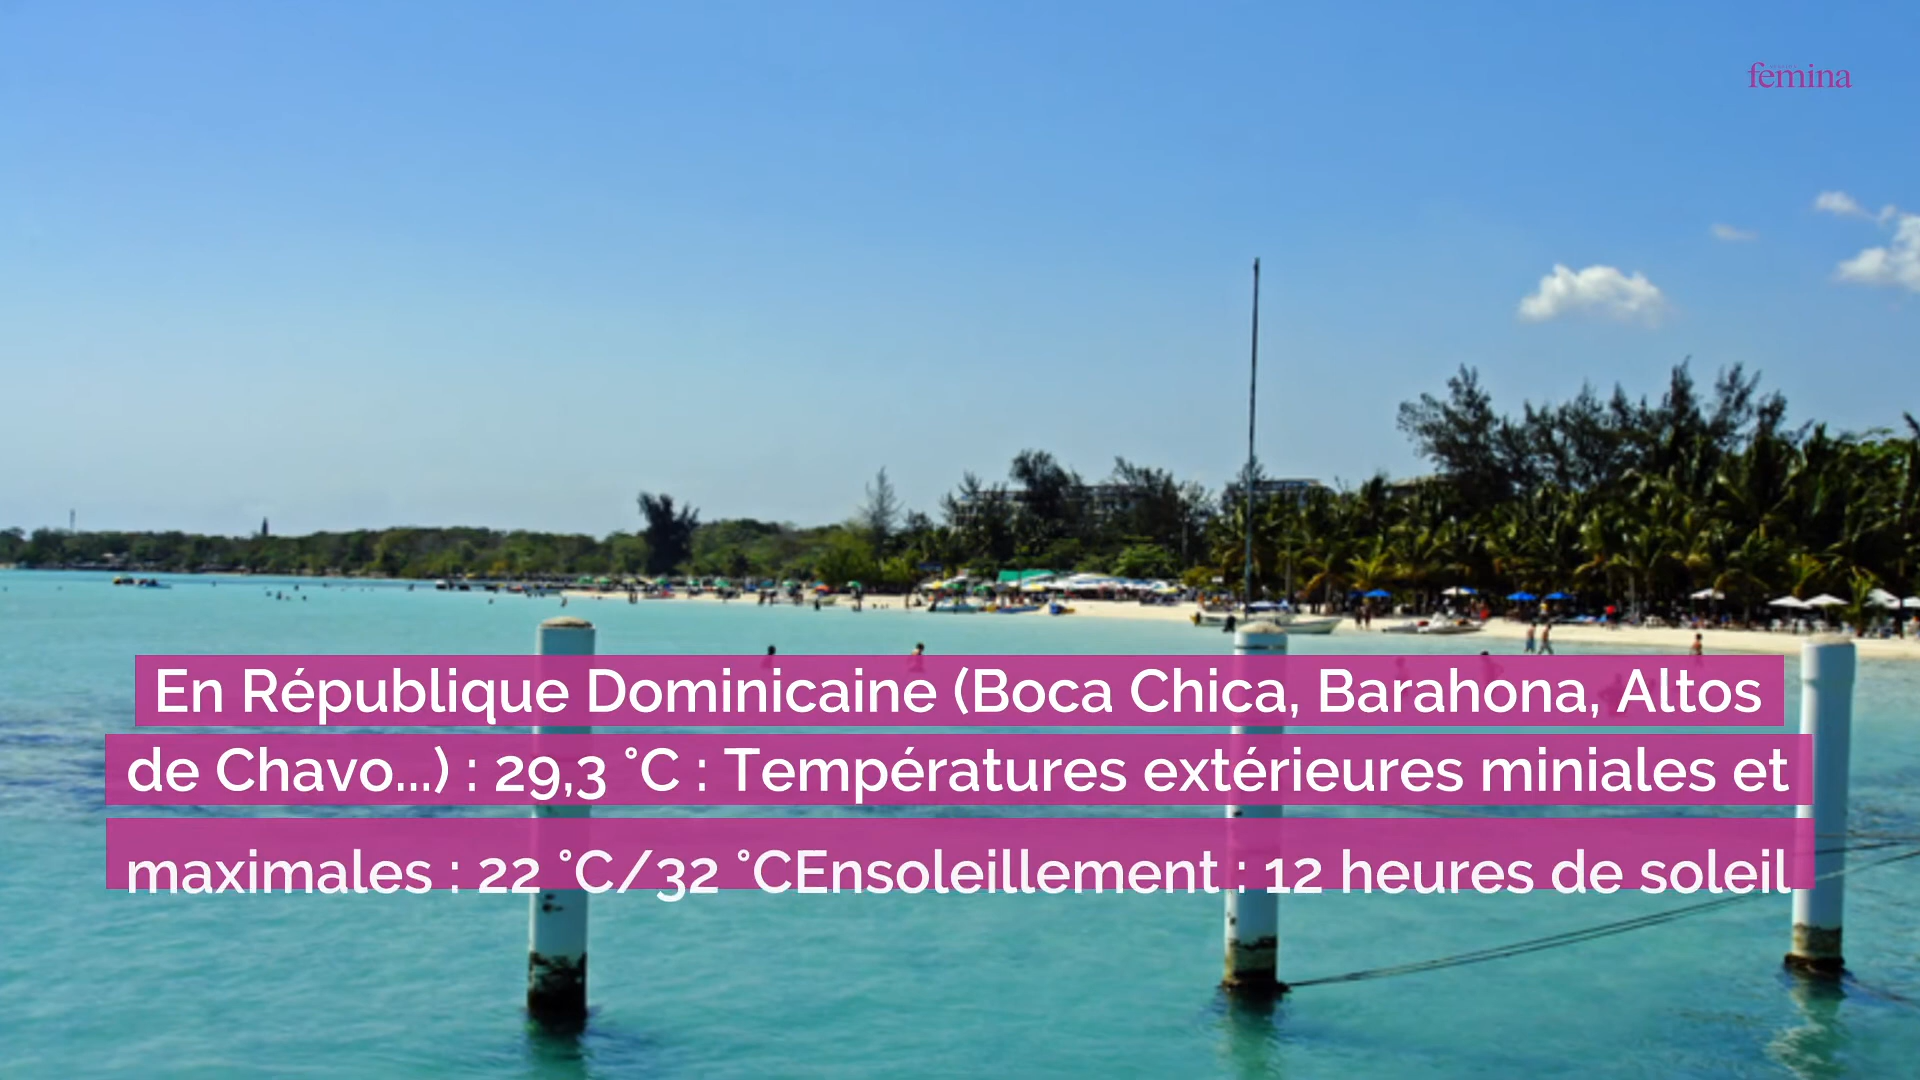 femina
En République Dominicaine (Boca Chica, Barahona, Altos
de Chavo...) : 29,3 °C : Températures extérieures miniales et
maximales : 22 °C/32 °CEnsoleillement : 12 heures de soleil